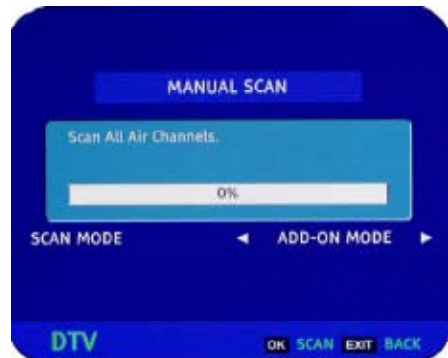 MANUAL SCAN
Scan All Air Channels.
0%
SCAN MODE ◀ ADD-ON MODE ▶
DTV OK SCAN EXIT BACK